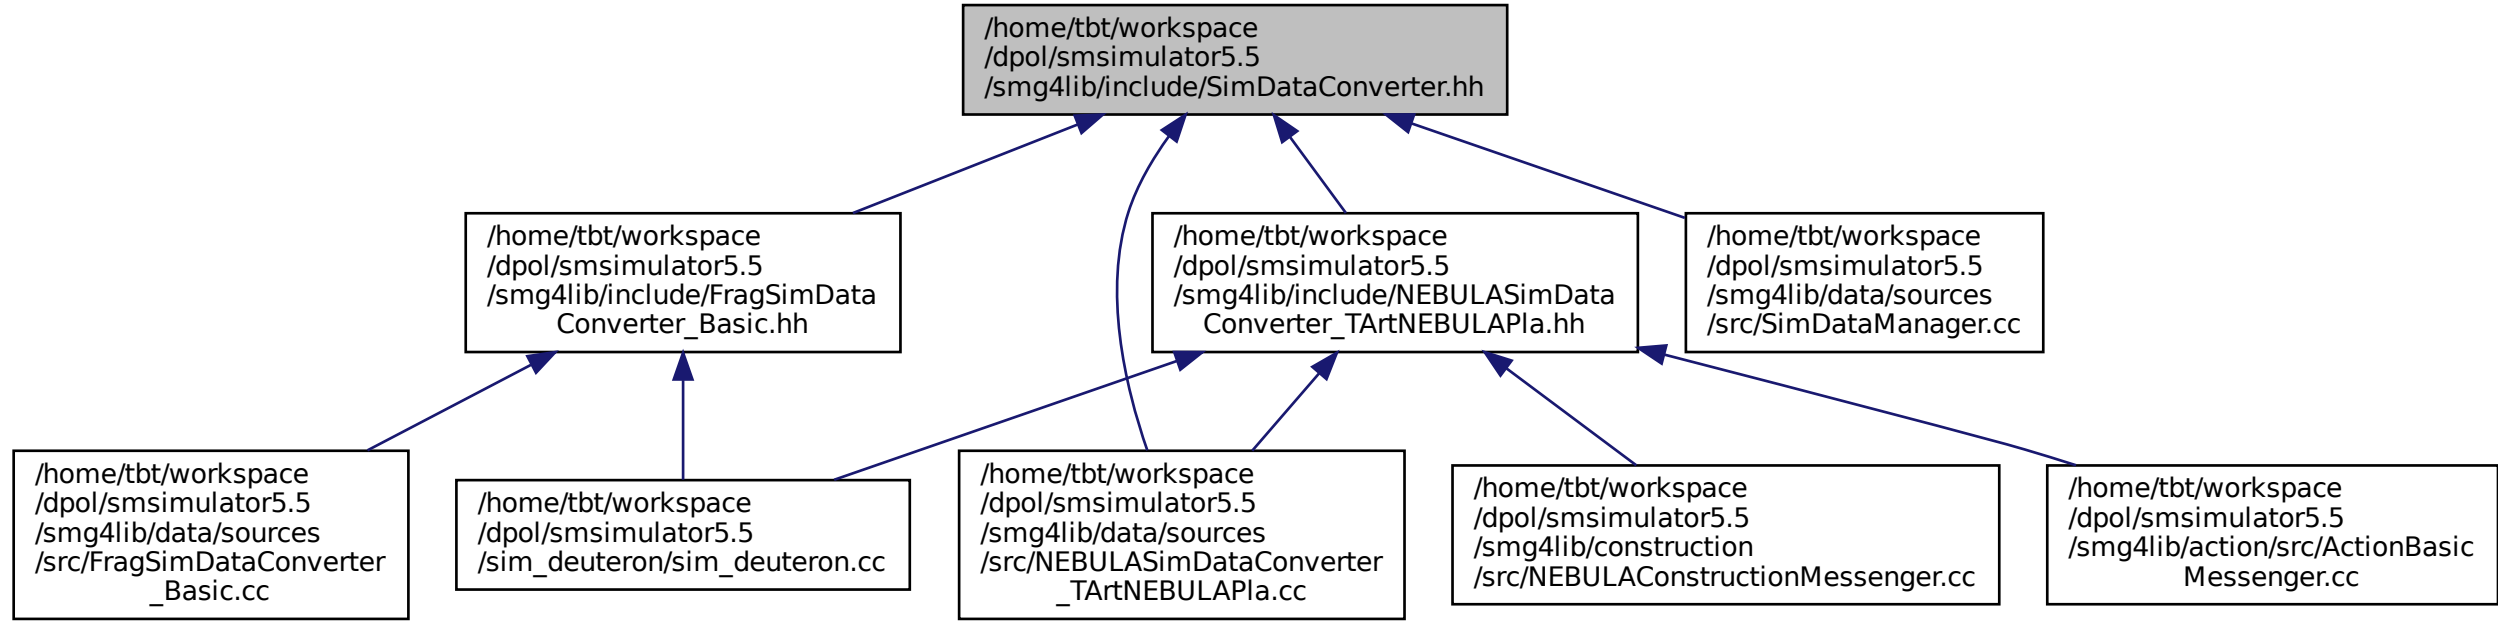 /home/tbt/workspace
/dpol/smsimulator5.5
/smg4lib/include/SimDataConverter.hh
/home/tbt/workspace
/dpol/smsimulator5.5
/smg4lib/include/FragSimData
Converter_Basic.hh
/home/tbt/workspace
/dpol/smsimulator5.5
/smg4lib/include/NEBULASimData
Converter_TArtNEBULAPla.hh
/home/tbt/workspace
/dpol/smsimulator5.5
/smg4lib/data/sources
/src/SimDataManager.cc
/home/tbt/workspace
/dpol/smsimulator5.5
/smg4lib/data/sources
/src/FragSimDataConverter
_Basic.cc
/home/tbt/workspace
/dpol/smsimulator5.5
/sim_deuteron/sim_deuteron.cc
/home/tbt/workspace
/dpol/smsimulator5.5
/smg4lib/data/sources
/src/NEBULASimDataConverter
_TArtNEBULAPla.cc
/home/tbt/workspace
/dpol/smsimulator5.5
/smg4lib/construction
/src/NEBULAConstructionMessenger.cc
/home/tbt/workspace
/dpol/smsimulator5.5
/smg4lib/action/src/ActionBasic
Messenger.cc